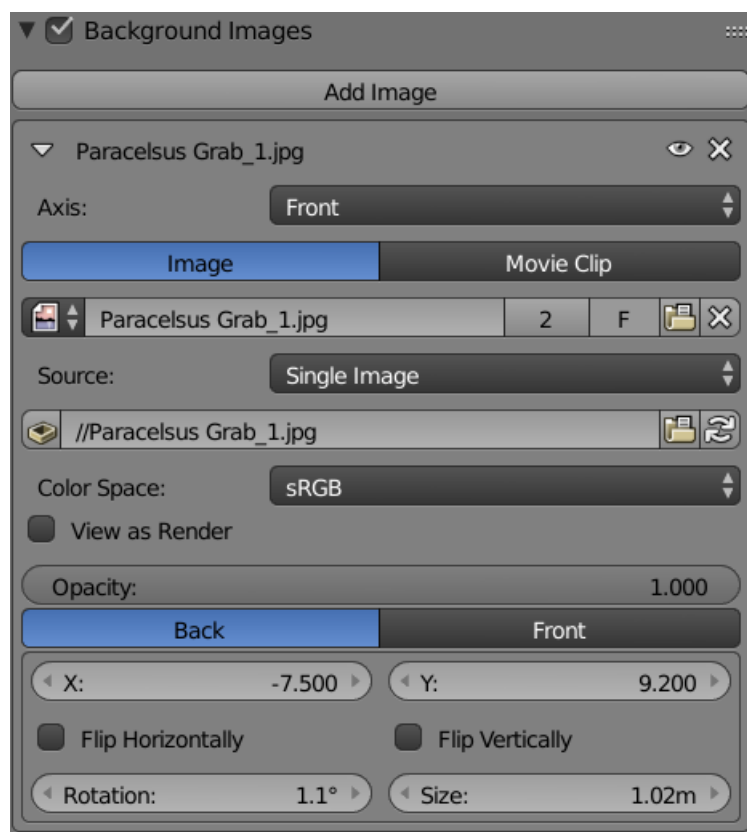 Background Images
Add Image
Paracelsus Grab_1.jpg
Axis: Front
Image Movie Clip
Paracelsus Grab_1.jpg 2 F
Source: Single Image
//Paracelsus Grab_1.jpg
Color Space: sRGB
View as Render
Opacity: 1.000
Back Front
X: -7.500 Y: 9.200
Flip Horizontally Flip Vertically
Rotation: 1.1° Size: 1.02m